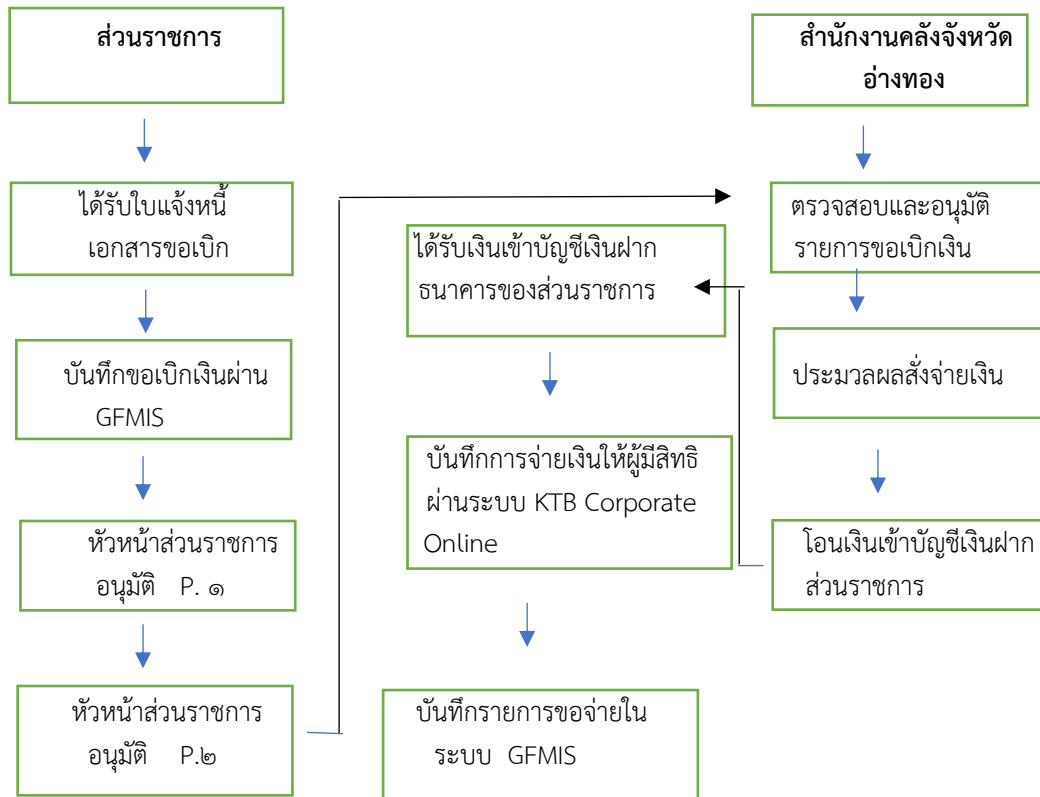 ส่วนราชการ
ได้รับใบแจ้งหนี้
เอกสารขอเบิก
บันทึกขอเบิกเงินผ่าน
GFMIS
หัวหน้าส่วนราชการ
อนุมัติ P. ๑
หัวหน้าส่วนราชการ
อนุมัติ P.๒
สำนักงานคลังจังหวัด
อ่างทอง
ตรวจสอบและอนุมัติ
รายการขอเบิกเงิน
ประมวลผลสั่งจ่ายเงิน
โอนเงินเข้าบัญชีเงินฝาก
ส่วนราชการ
ได้รับเงินเข้าบัญชีเงินฝาก
ธนาคารของส่วนราชการ
บันทึกการจ่ายเงินให้ผู้มีสิทธิ
ผ่านระบบ KTB Corporate
Online
บันทึกรายการขอจ่ายใน
ระบบ GFMIS